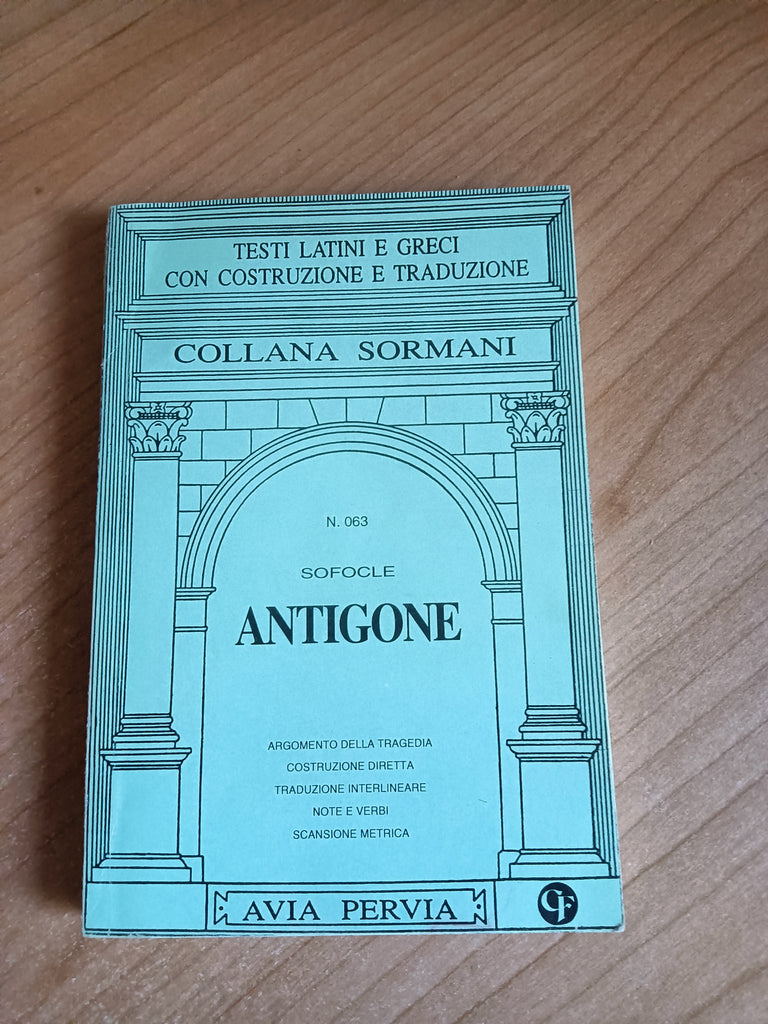 TESTI LATINI E GRECI
CON COSTRUZIONE E TRADUZIONE
COLLANA SORMANI
N. 063
SOFOCLE
ANTIGONE
ARGOMENTO DELLA TRAGEDIA
COSTRUZIONE DIRETTA
TRADUZIONE INTERLINEARE
NOTE E VERBI
SCANSIONE METRICA
AVIA PERVIA
CF